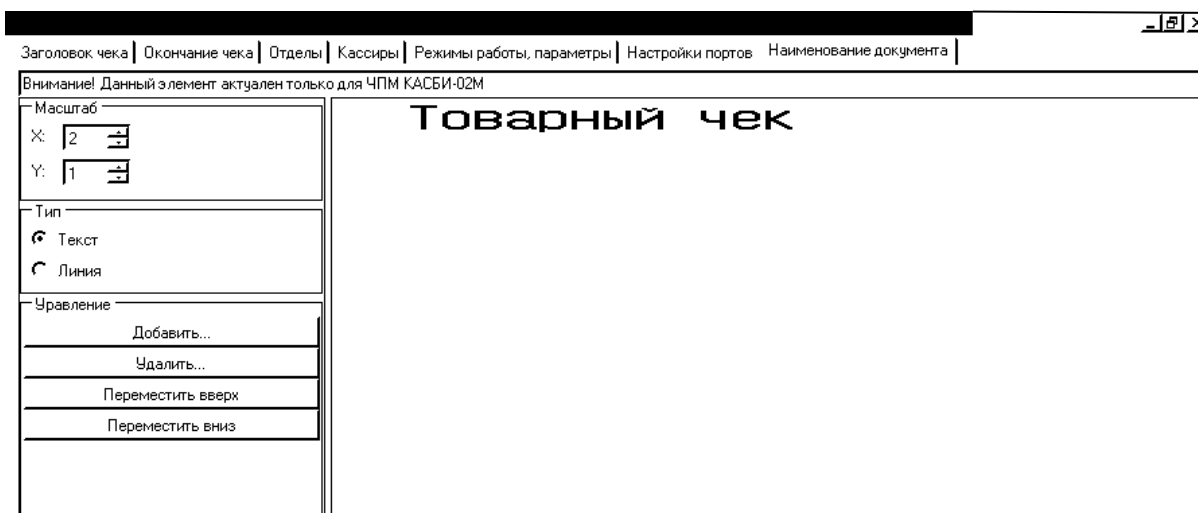 Заголовок чека Окончание чека Отделы Кассиры Режимы работы, параметры Настройки портов Наименование документа
Внимание! Данный элемент актуален только для ЧПМ КАСБИ-02М
Масштаб
X: 2
Y: 1
Тип
Текст
Линия
Уравление
Добавить...
Удалить...
Переместить вверх
Переместить вниз
Товарный чек